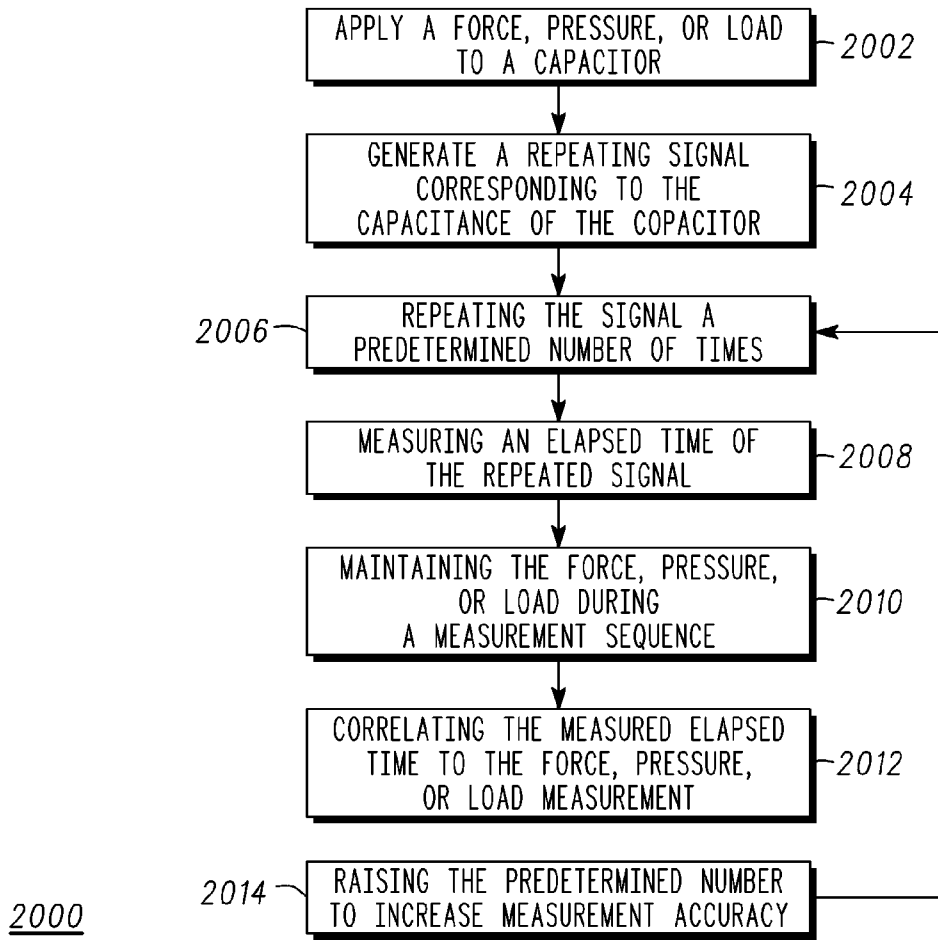 APPLY A FORCE, PRESSURE, OR LOAD
TO A CAPACITOR
2002
GENERATE A REPEATING SIGNAL
CORRESPONDING TO THE
CAPACITANCE OF THE COPACITOR
2004
2006
REPEATING THE SIGNAL A
PREDETERMINED NUMBER OF TIMES
MEASURING AN ELAPSED TIME OF
THE REPEATED SIGNAL
2008
MAINTAINING THE FORCE, PRESSURE,
OR LOAD DURING
A MEASUREMENT SEQUENCE
2010
CORRELATING THE MEASURED ELAPSED
TIME TO THE FORCE, PRESSURE,
OR LOAD MEASUREMENT
2012
2014
RAISING THE PREDETERMINED NUMBER
TO INCREASE MEASUREMENT ACCURACY
2000